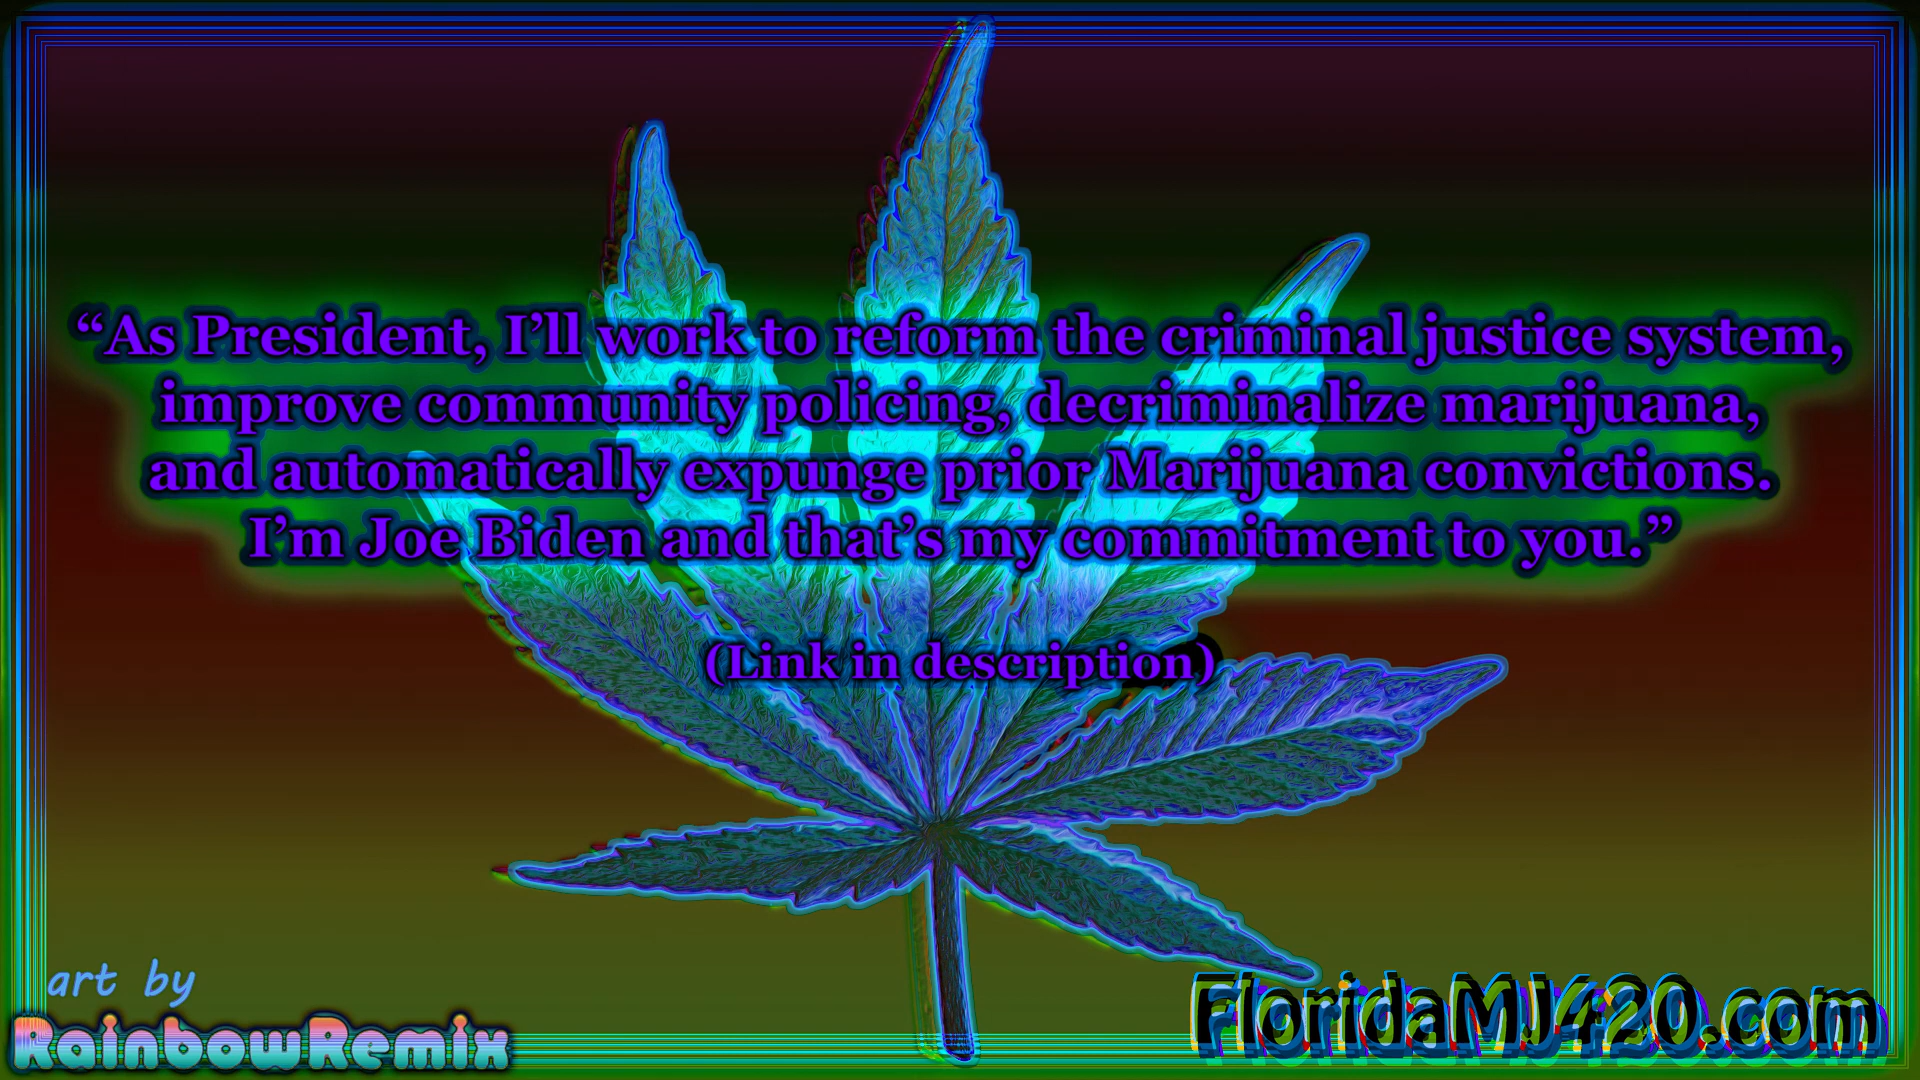 “As President, I’ll work to reform the criminal justice system,
improve community policing, decriminalize marijuana,
and automatically expunge prior Marijuana convictions.
I’m Joe Biden and that’s my commitment to you.”
(Link in description)
art by
RainbowRemix
FloridaMJ420.com